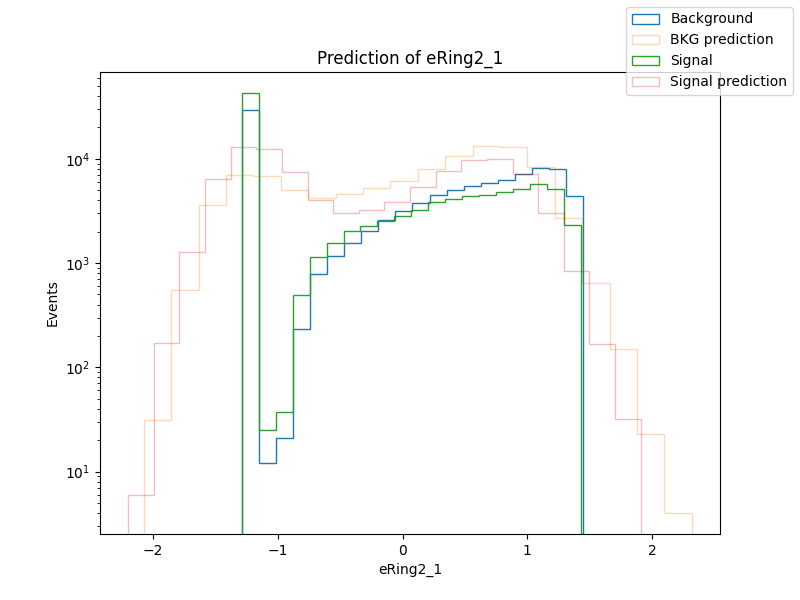 Prediction of eRing2_1
Background
BKG prediction
Signal
Signal prediction
Events
10⁴
10³
10²
10¹
−2
−1
0
1
2
eRing2_1